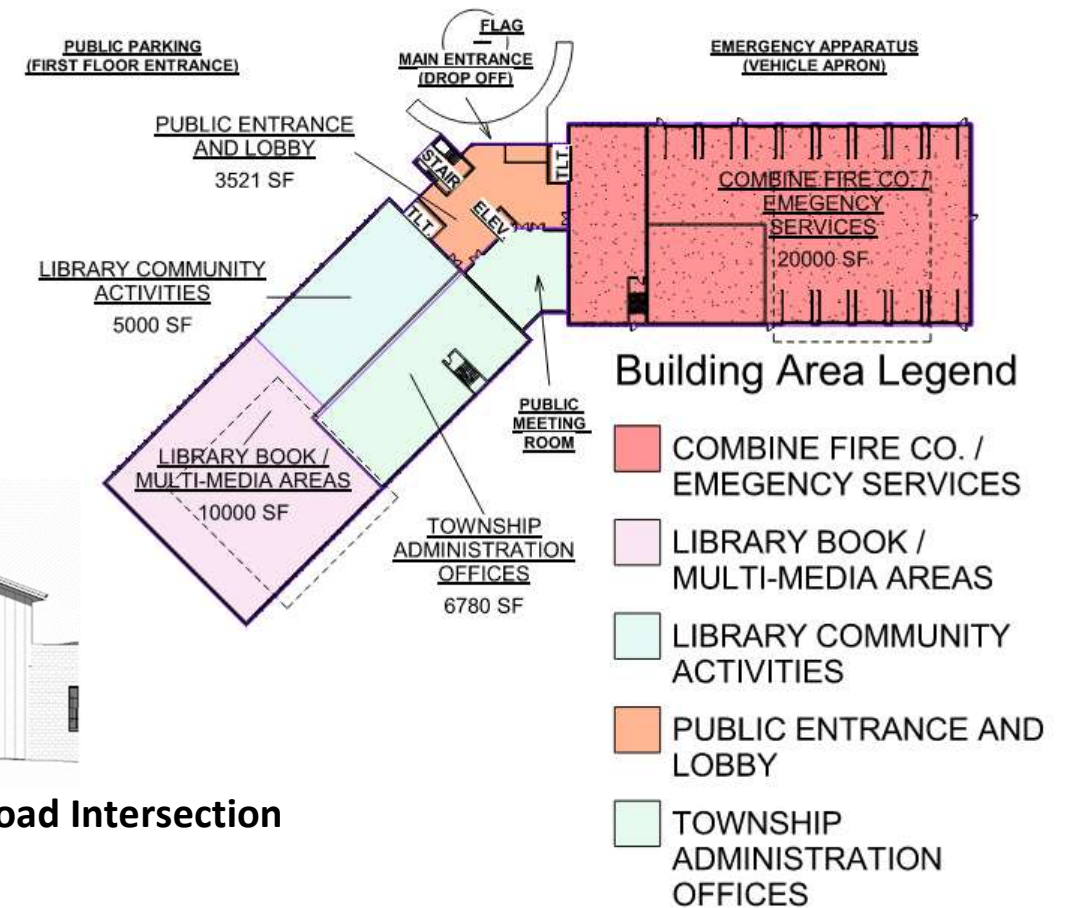 FLAG
PUBLIC PARKING
(FIRST FLOOR ENTRANCE)
MAIN ENTRANCE
(DROP OFF)
EMERGENCY APPARATUS
(VEHICLE APRON)
PUBLIC ENTRANCE
AND LOBBY
3521 SF
STAIR
TLT.
TLT.
ELEV.
COMBINE FIRE CO. /
EMEGENCY
SERVICES
20000 SF
LIBRARY COMMUNITY
ACTIVITIES
5000 SF
PUBLIC
MEETING
ROOM
LIBRARY BOOK /
MULTI-MEDIA AREAS
10000 SF
TOWNSHIP
ADMINISTRATION
OFFICES
6780 SF
Building Area Legend
COMBINE FIRE CO. /
EMEGENCY SERVICES
LIBRARY BOOK /
MULTI-MEDIA AREAS
LIBRARY COMMUNITY
ACTIVITIES
PUBLIC ENTRANCE AND
LOBBY
TOWNSHIP
ADMINISTRATION
OFFICES
oad Intersection